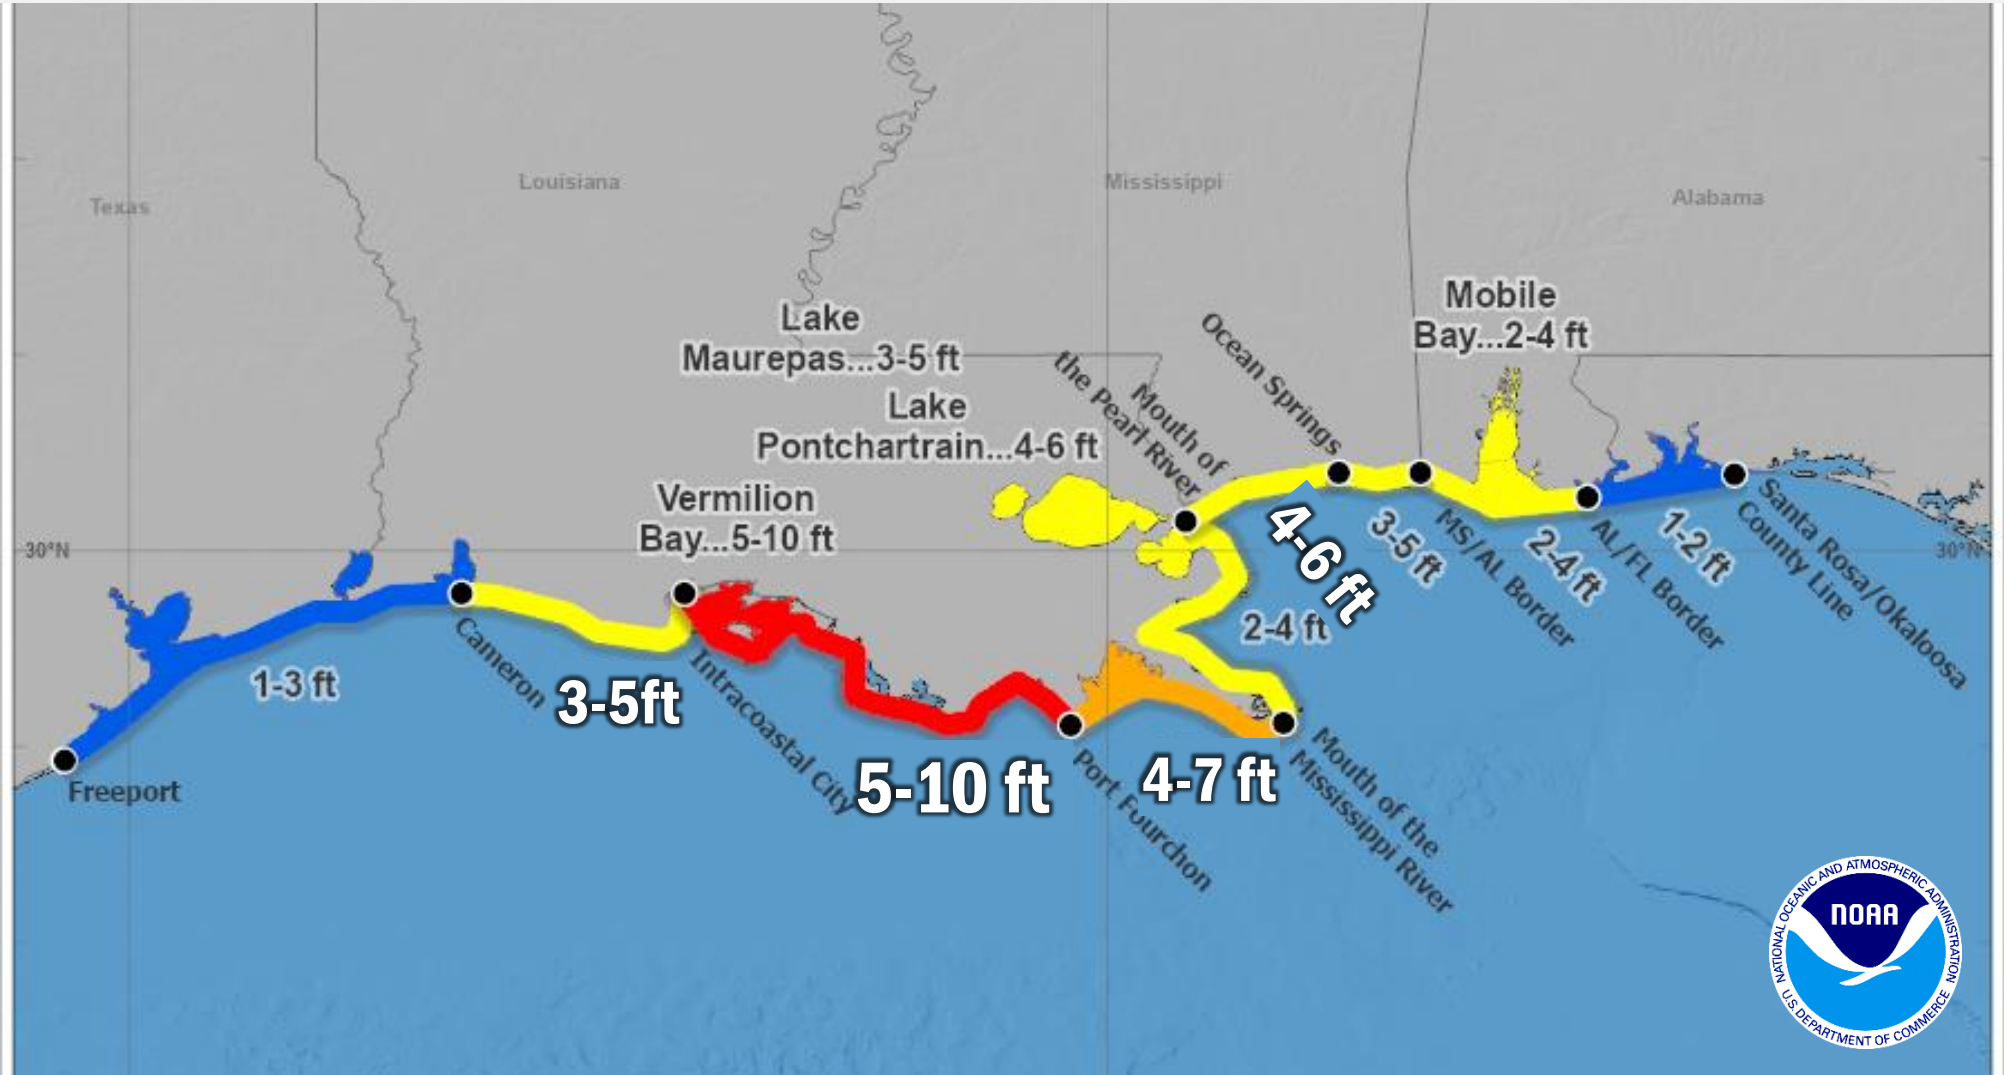 Texas
Louisiana
Mississippi
Alabama
Lake
Maurepas...3-5 ft
Lake
Pontchartrain...4-6 ft
Vermilion
Bay...5-10 ft
Mobile
Bay...2-4 ft
Mouth of
the Pearl River
Ocean Springs
30°N
30°N
Freeport
1-3 ft
Cameron
3-5ft
Intracoastal City
5-10 ft
Port Fourchon
4-7 ft
Mouth of the
Mississippi River
2-4 ft
4-6 ft
3-5 ft
MS/AL Border
2-4 ft
AL/FL Border
1-2 ft
Santa Rosa/Okaloosa
County Line
NATIONAL OCEANIC AND ATMOSPHERIC ADMINISTRATION
NOAA
U.S. DEPARTMENT OF COMMERCE